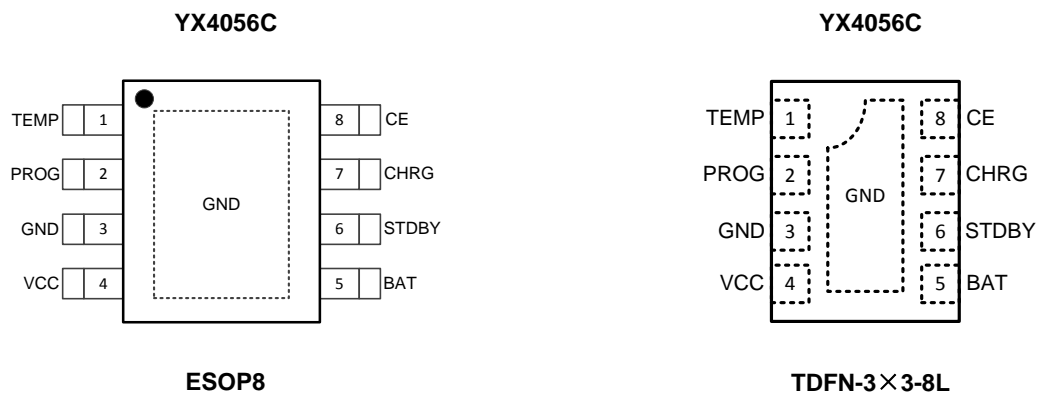 YX4056C
TEMP 1 8 CE
PROG 2 7 CHRG
GND
GND 3 6 STDBY
VCC 4 5 BAT
ESOP8
YX4056C
TEMP 1 8 CE
PROG 2 7 CHRG
GND
GND 3 6 STDBY
VCC 4 5 BAT
TDFN-3×3-8L